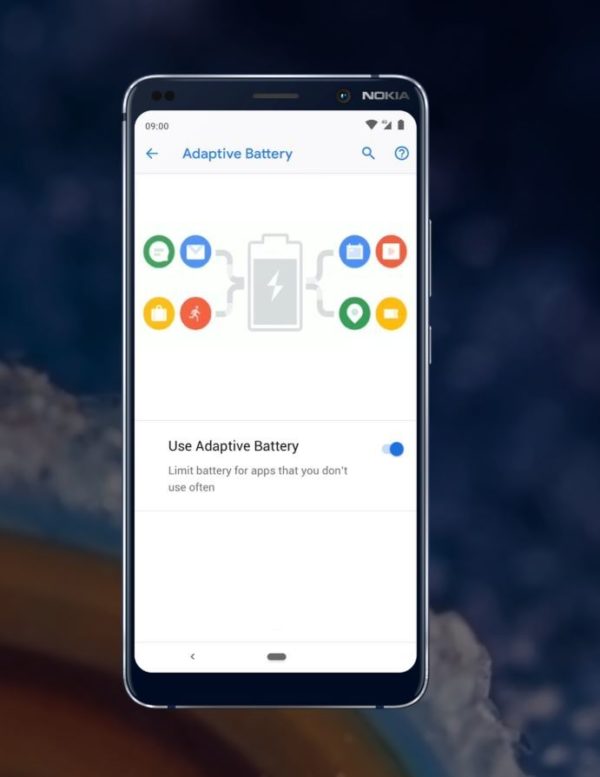 NOKIA
09:00
Adaptive Battery
Use Adaptive Battery
Limit battery for apps that you don't
use often